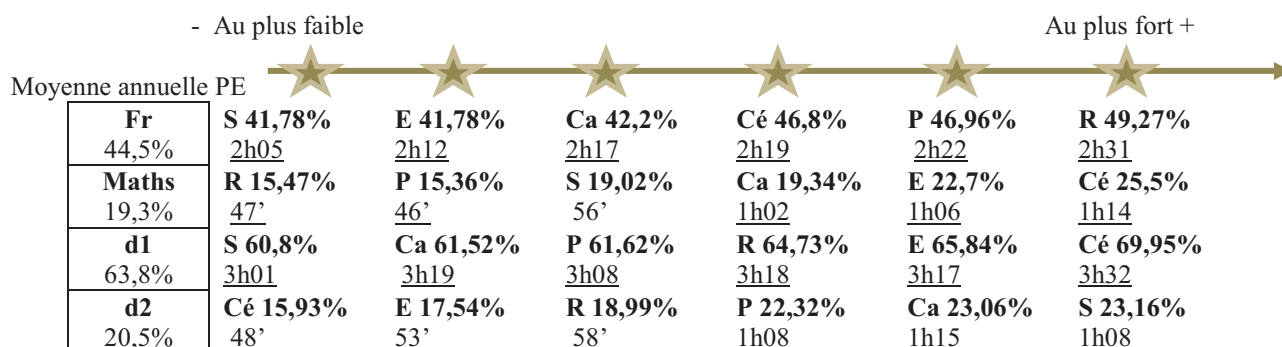 - Au plus faible Au plus fort +
Moyenne annuelle PE
Fr S 41,78% E 41,78% Ca 42,2% Cé 46,8% P 46,96% R 49,27%
44,5% 2h05 2h12 2h17 2h19 2h22 2h31
Maths R 15,47% P 15,36% S 19,02% Ca 19,34% E 22,7% Cé 25,5%
19,3% 47’ 46’ 56’ 1h02 1h06 1h14
d1 S 60,8% Ca 61,52% P 61,62% R 64,73% E 65,84% Cé 69,95%
63,8% 3h01 3h19 3h08 3h18 3h17 3h32
d2 Cé 15,93% E 17,54% R 18,99% P 22,32% Ca 23,06% S 23,16%
20,5% 48’ 53’ 58’ 1h08 1h15 1h08